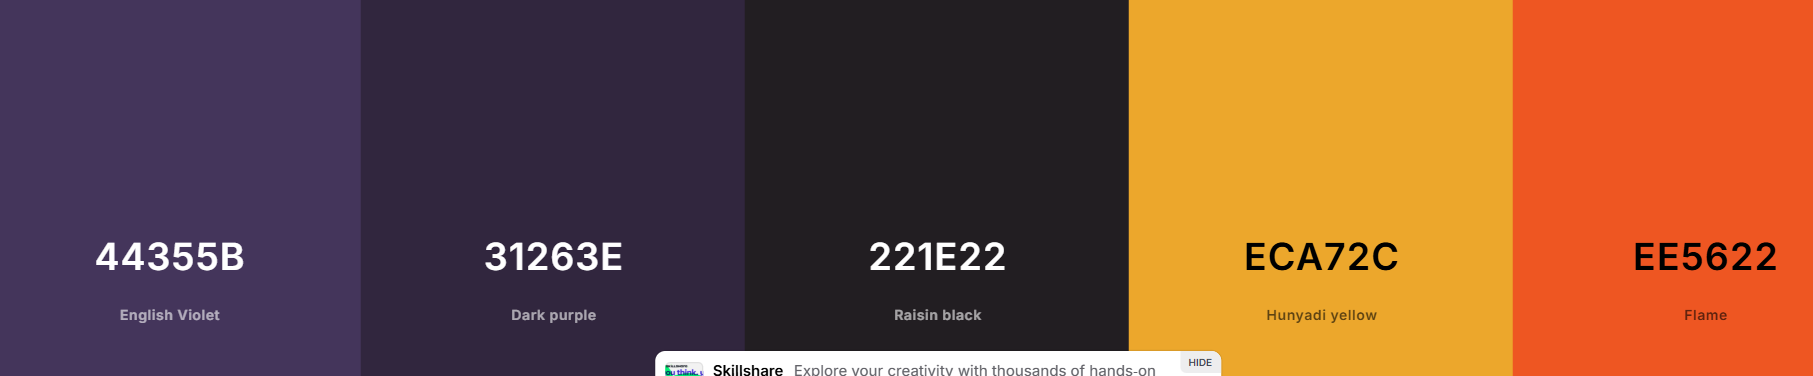 44355B
English Violet
31263E
Dark purple
221E22
Raisin black
ECA72C
Hunyadi yellow
EE5622
Flame
HIDE
Skillshare Explore your creativity with thousands of hands-on